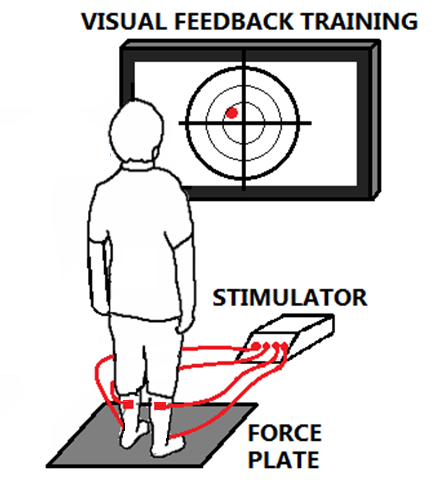 VISUAL FEEDBACK TRAINING
STIMULATOR
FORCE
PLATE